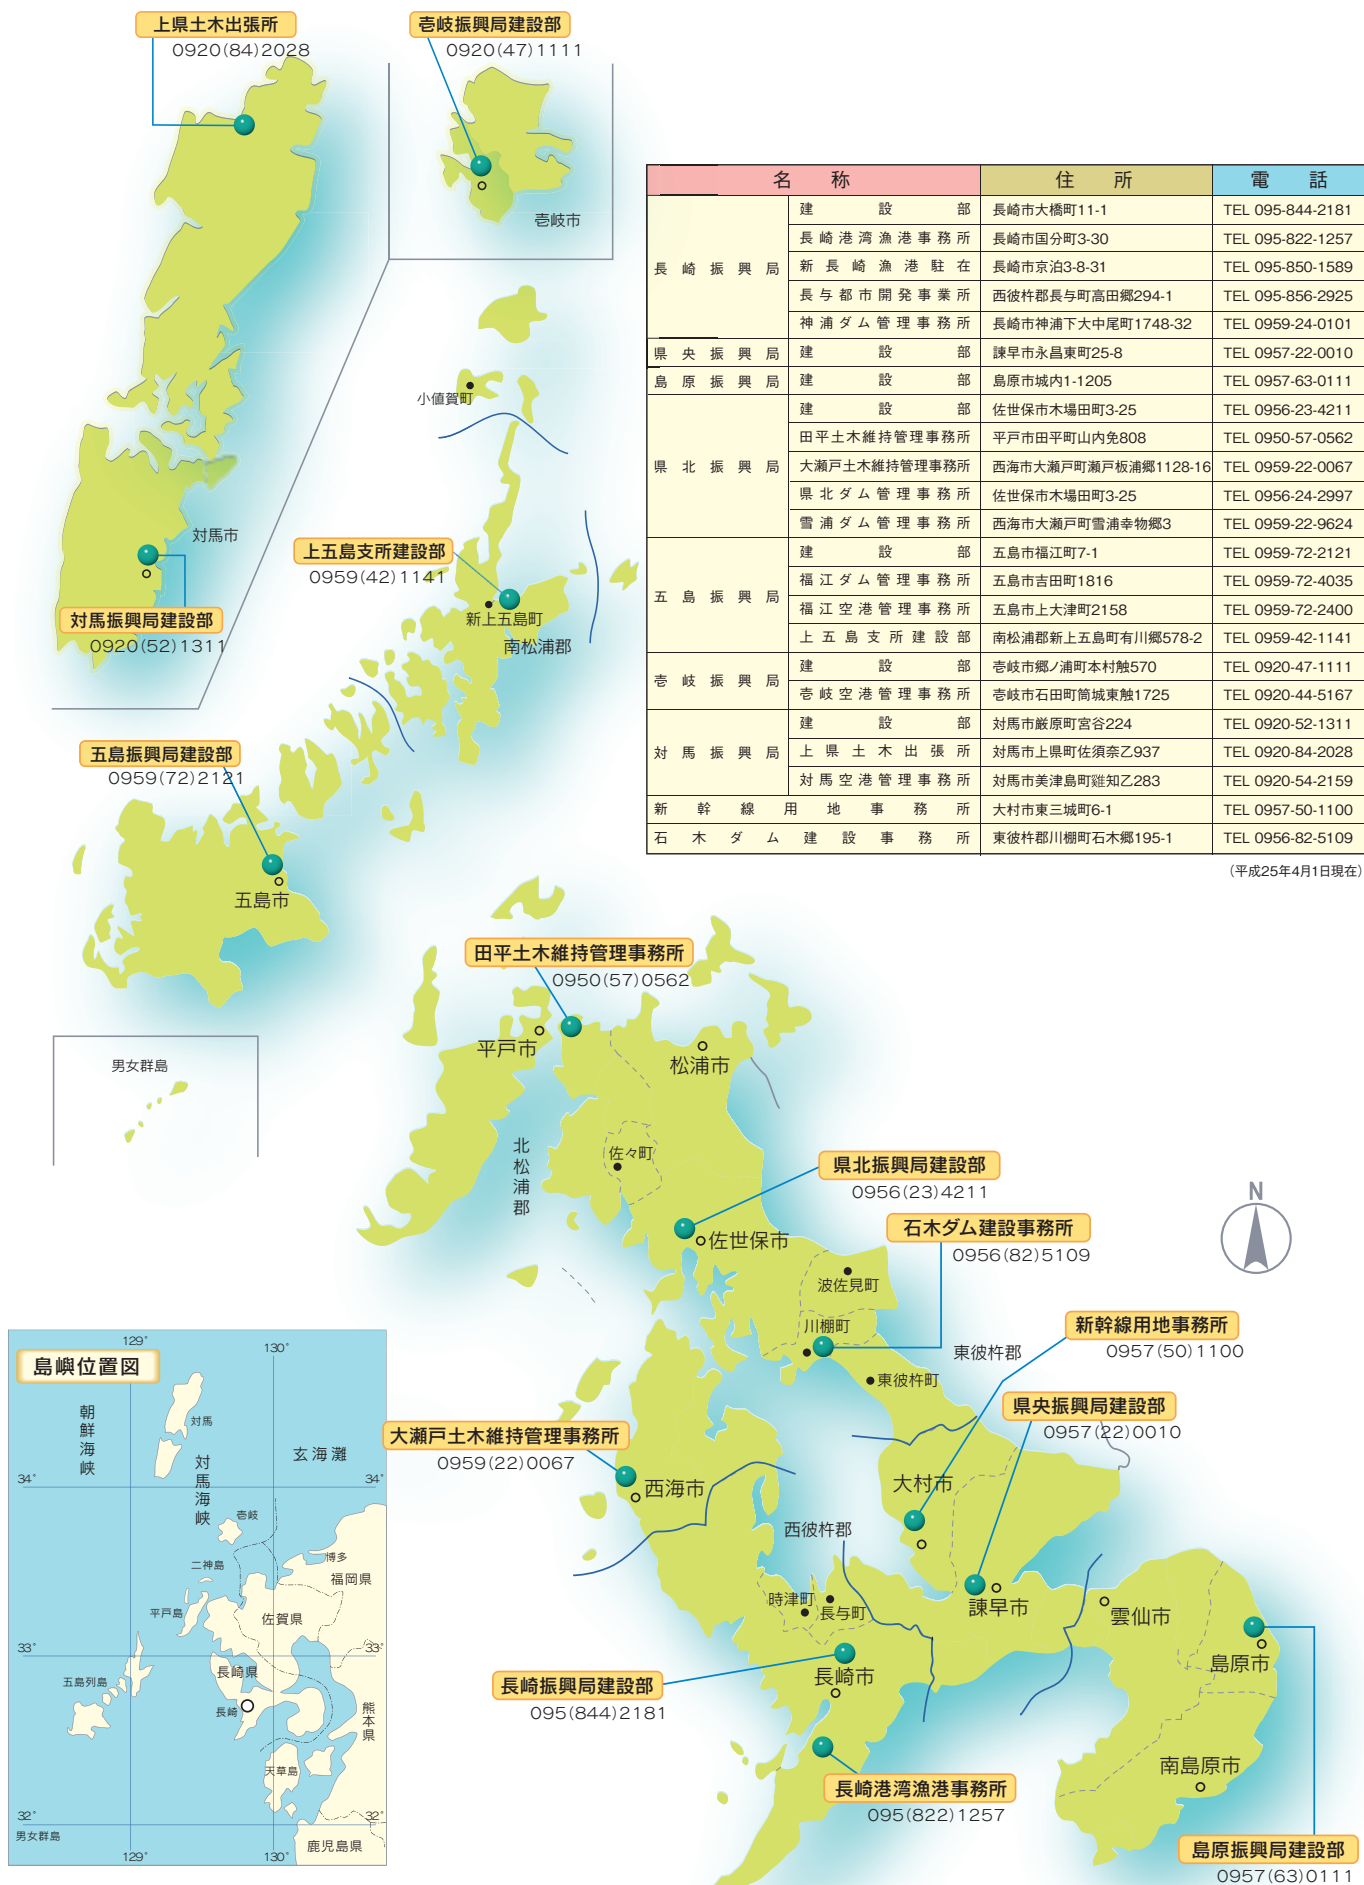 上県土木出張所
0920(84)2028
壱岐振興局建設部
0920(47)1111
壱岐市
小値賀町
対馬市
対馬振興局建設部
0920(52)1311
上五島支所建設部
0959(42)1141
新上五島町
南松浦郡
五島振興局建設部
0959(72)2121
五島市
男女群島
名称 住所 電話
長崎振興局 建設部 長崎市大橋町11-1 TEL 095-844-2181
長崎港湾漁港事務所 長崎市国分町3-30 TEL 095-822-1257
新長崎漁港駐在 長崎市京泊3-8-31 TEL 095-850-1589
長与都市開発事業所 西彼杵郡長与町高田郷294-1 TEL 095-856-2925
神浦ダム管理事務所 長崎市神浦下大中尾町1748-32 TEL 0959-24-0101
県央振興局 建設部 諫早市永昌東町25-8 TEL 0957-22-0010
島原振興局 建設部 島原市城内1-1205 TEL 0957-63-0111
県北振興局 建設部 佐世保市木場田町3-25 TEL 0956-23-4211
田平土木維持管理事務所 平戸市田平町山内免808 TEL 0950-57-0562
大瀬戸土木維持管理事務所 西海市大瀬戸町瀬戸板浦郷1128-16 TEL 0959-22-0067
県北ダム管理事務所 佐世保市木場田町3-25 TEL 0956-24-2997
雪浦ダム管理事務所 西海市大瀬戸町雪浦幸物郷3 TEL 0959-22-9624
五島振興局 建設部 五島市福江町7-1 TEL 0959-72-2121
福江ダム管理事務所 五島市吉田町1816 TEL 0959-72-4035
福江空港管理事務所 五島市上大津町2158 TEL 0959-72-2400
上五島支所建設部 南松浦郡新上五島町有川郷578-2 TEL 0959-42-1141
壱岐振興局 建設部 壱岐市郷ノ浦町本村触570 TEL 0920-47-1111
壱岐空港管理事務所 壱岐市石田町筒城東触1725 TEL 0920-44-5167
対馬振興局 建設部 対馬市厳原町宮谷224 TEL 0920-52-1311
上県土木出張所 対馬市上県町佐須奈乙937 TEL 0920-84-2028
対馬空港管理事務所 対馬市美津島町雞知乙283 TEL 0920-54-2159
新幹線用地事務所 大村市東三城町6-1 TEL 0957-50-1100
石木ダム建設事務所 東彼杵郡川棚町石木郷195-1 TEL 0956-82-5109
(平成25年4月1日現在)
田平土木維持管理事務所
0950(57)0562
平戸市
松浦市
北松浦郡
佐々町
県北振興局建設部
0956(23)4211
佐世保市
石木ダム建設事務所
0956(82)5109
N
波佐見町
川棚町
東彼杵郡
東彼杵町
新幹線用地事務所
0957(50)1100
県央振興局建設部
0957(22)0010
大瀬戸土木維持管理事務所
0959(22)0067
西海市
大村市
西彼杵郡
時津町
長与町
諫早市
雲仙市
島原市
長崎振興局建設部
095(844)2181
長崎市
南島原市
長崎港湾漁港事務所
095(822)1257
島原振興局建設部
0957(63)0111
島嶼位置図
129°
130°
朝鮮海峡
対馬
対馬海峡
玄海灘
34°
34°
壱岐
二神島
博多
福岡県
平戸島
佐賀県
33°
33°
五島列島
長崎県
長崎
熊本県
天草島
32°
32°
男女群島
鹿児島県
129°
130°